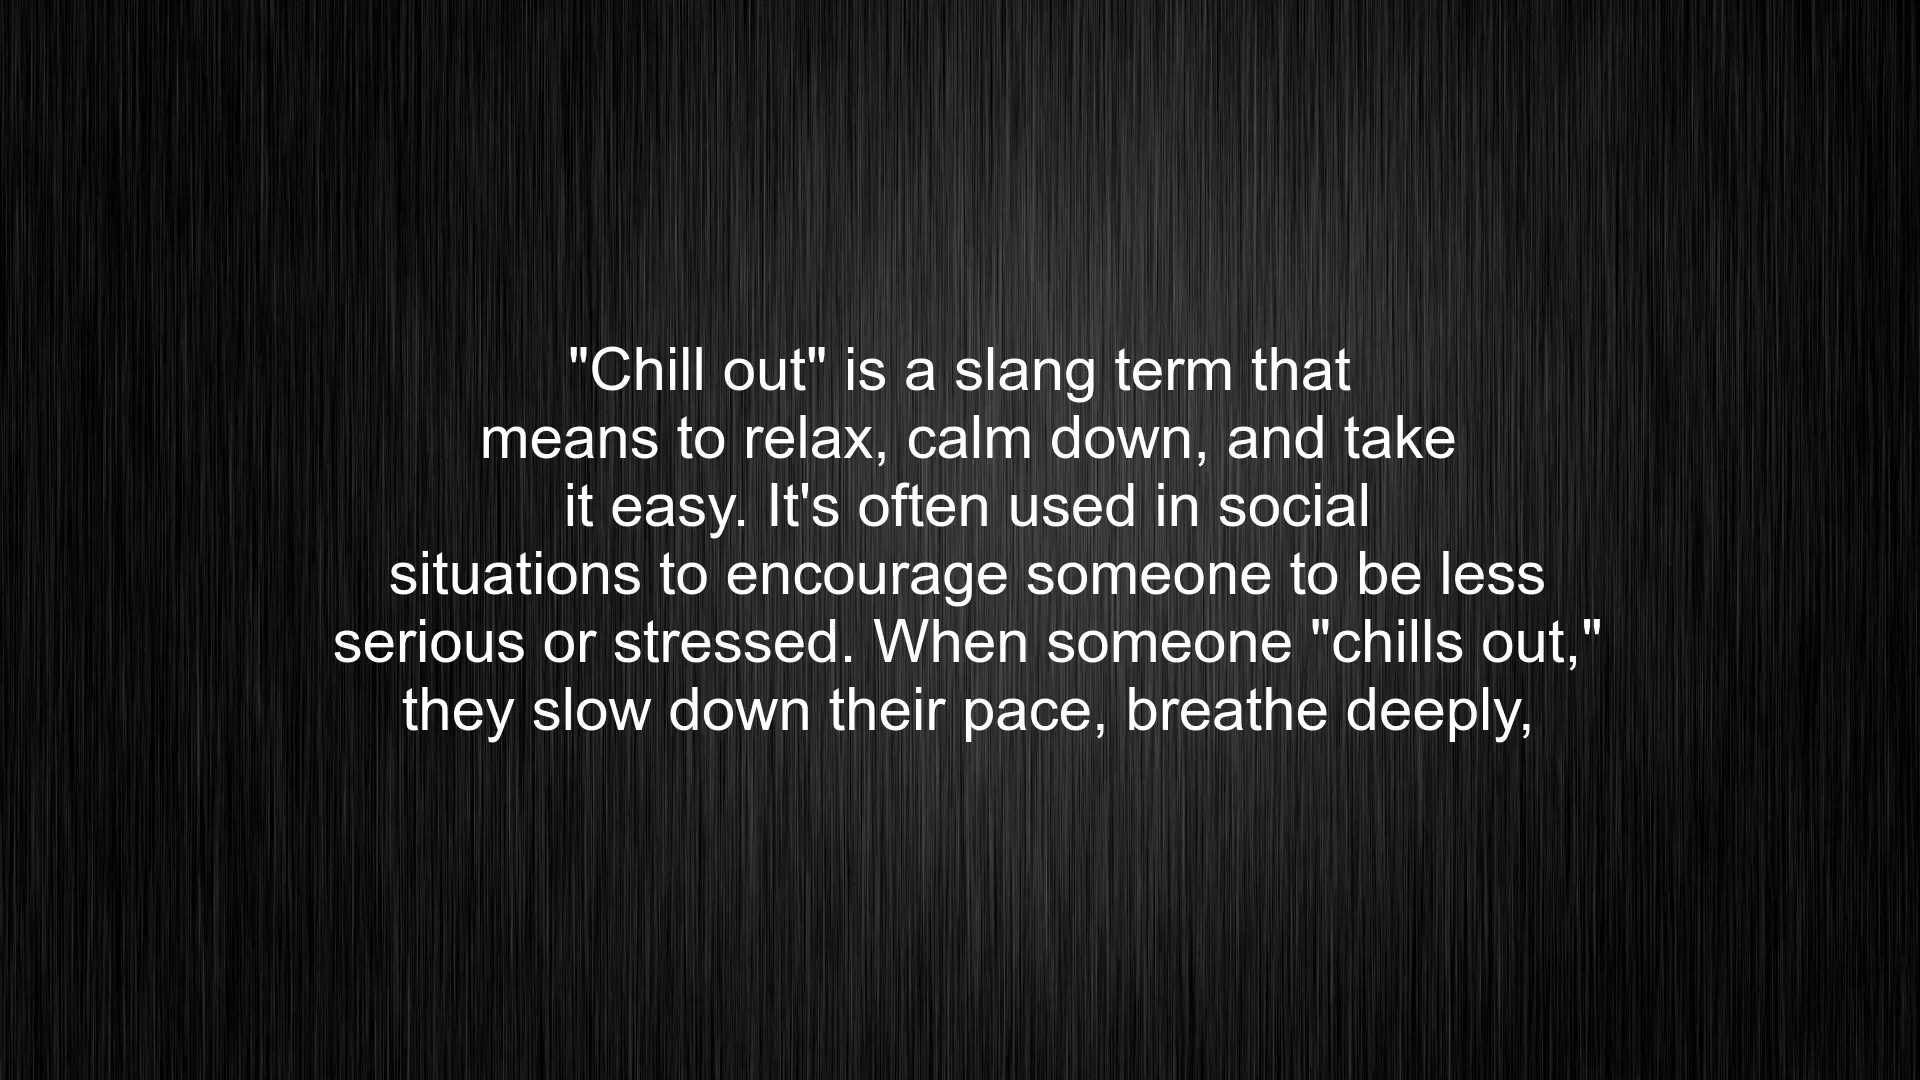 "Chill out" is a slang term that
means to relax, calm down, and take
it easy. It's often used in social
situations to encourage someone to be less
serious or stressed. When someone "chills out,"
they slow down their pace, breathe deeply,